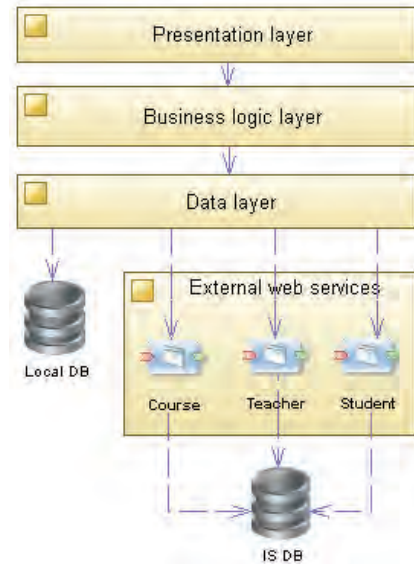 Presentation layer
Business logic layer
Data layer
External web services
Local DB
Course
Teacher
Student
IS DB